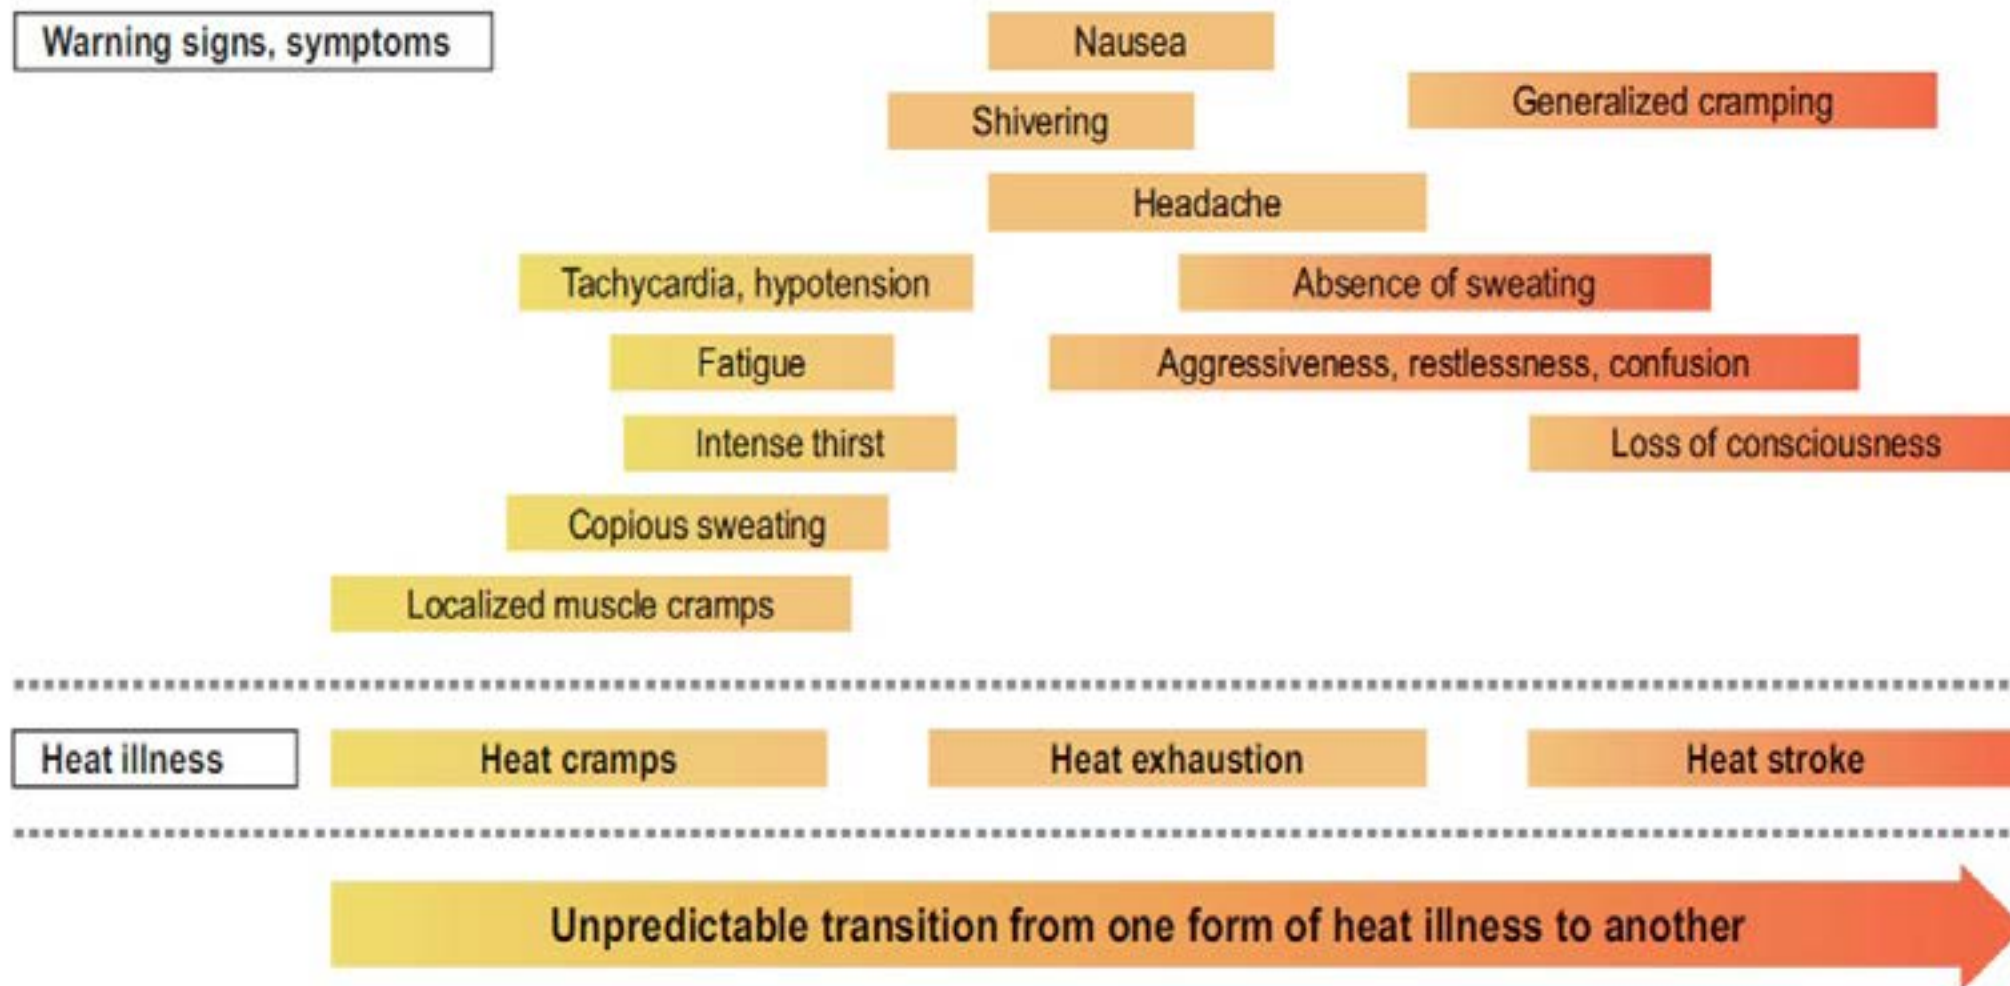 Warning signs, symptoms
Nausea
Generalized cramping
Shivering
Headache
Tachycardia, hypotension
Absence of sweating
Fatigue
Aggressiveness, restlessness, confusion
Intense thirst
Loss of consciousness
Copious sweating
Localized muscle cramps
Heat illness
Heat cramps
Heat exhaustion
Heat stroke
Unpredictable transition from one form of heat illness to another